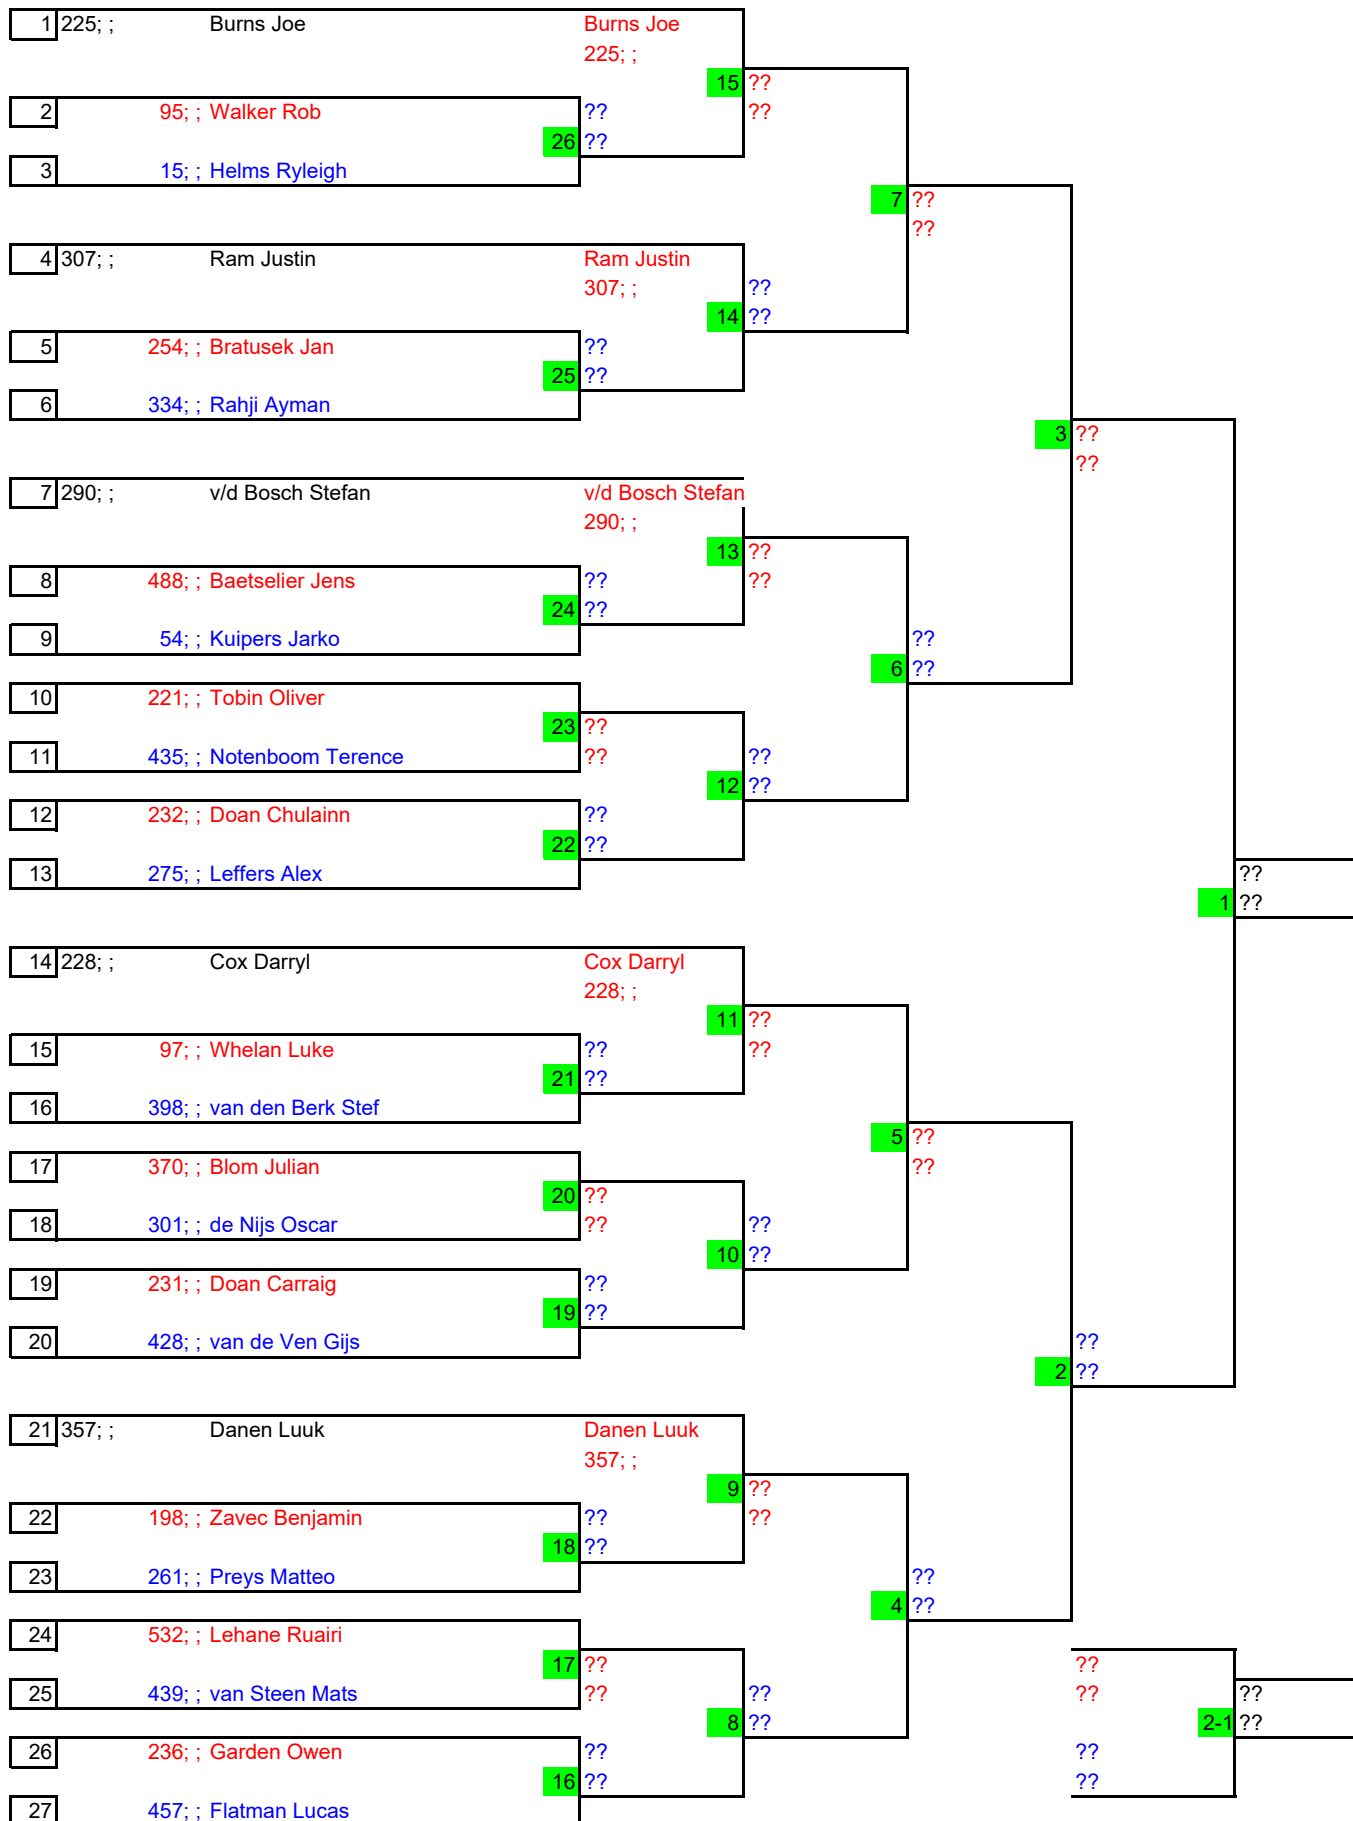 1 225; ; Burns Joe Burns Joe
225; ;
15 ??
2 95; ; Walker Rob ?? ??
26 ??
3 15; ; Helms Ryleigh
7 ??
??
4 307; ; Ram Justin Ram Justin
307; ; ??
14 ??
5 254; ; Bratusek Jan ??
25 ??
6 334; ; Rahji Ayman
3 ??
??
7 290; ; v/d Bosch Stefan v/d Bosch Stefan
290; ;
13 ??
8 488; ; Baetselier Jens ?? ??
24 ??
9 54; ; Kuipers Jarko ??
6 ??
10 221; ; Tobin Oliver
23 ??
11 435; ; Notenboom Terence ?? ??
12 ??
12 232; ; Doan Chulainn ??
22 ??
13 275; ; Leffers Alex ??
1 ??
14 228; ; Cox Darryl Cox Darryl
228; ;
11 ??
15 97; ; Whelan Luke ?? ??
21 ??
16 398; ; van den Berk Stef
5 ??
17 370; ; Blom Julian ??
20 ??
18 301; ; de Nijs Oscar ?? ??
10 ??
19 231; ; Doan Carraig ??
19 ??
20 428; ; van de Ven Gijs ??
2 ??
21 357; ; Danen Luuk Danen Luuk
357; ;
9 ??
22 198; ; Zavec Benjamin ?? ??
18 ??
23 261; ; Preys Matteo ??
4 ??
24 532; ; Lehane Ruairi
17 ?? ??
25 439; ; van Steen Mats ?? ?? ?? ??
8 ?? 2-1 ??
26 236; ; Garden Owen ?? ??
16 ?? ??
27 457; ; Flatman Lucas